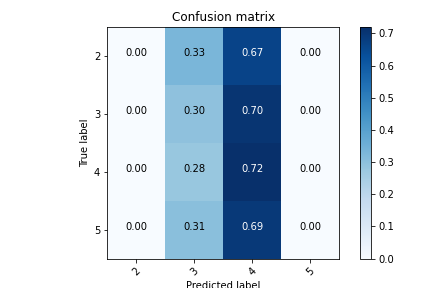 Confusion matrix
2 0.00 0.33 0.67 0.00
3 0.00 0.30 0.70 0.00
4 0.00 0.28 0.72 0.00
5 0.00 0.31 0.69 0.00
2 3 4 5
True label
Predicted label
0.7
0.6
0.5
0.4
0.3
0.2
0.1
0.0